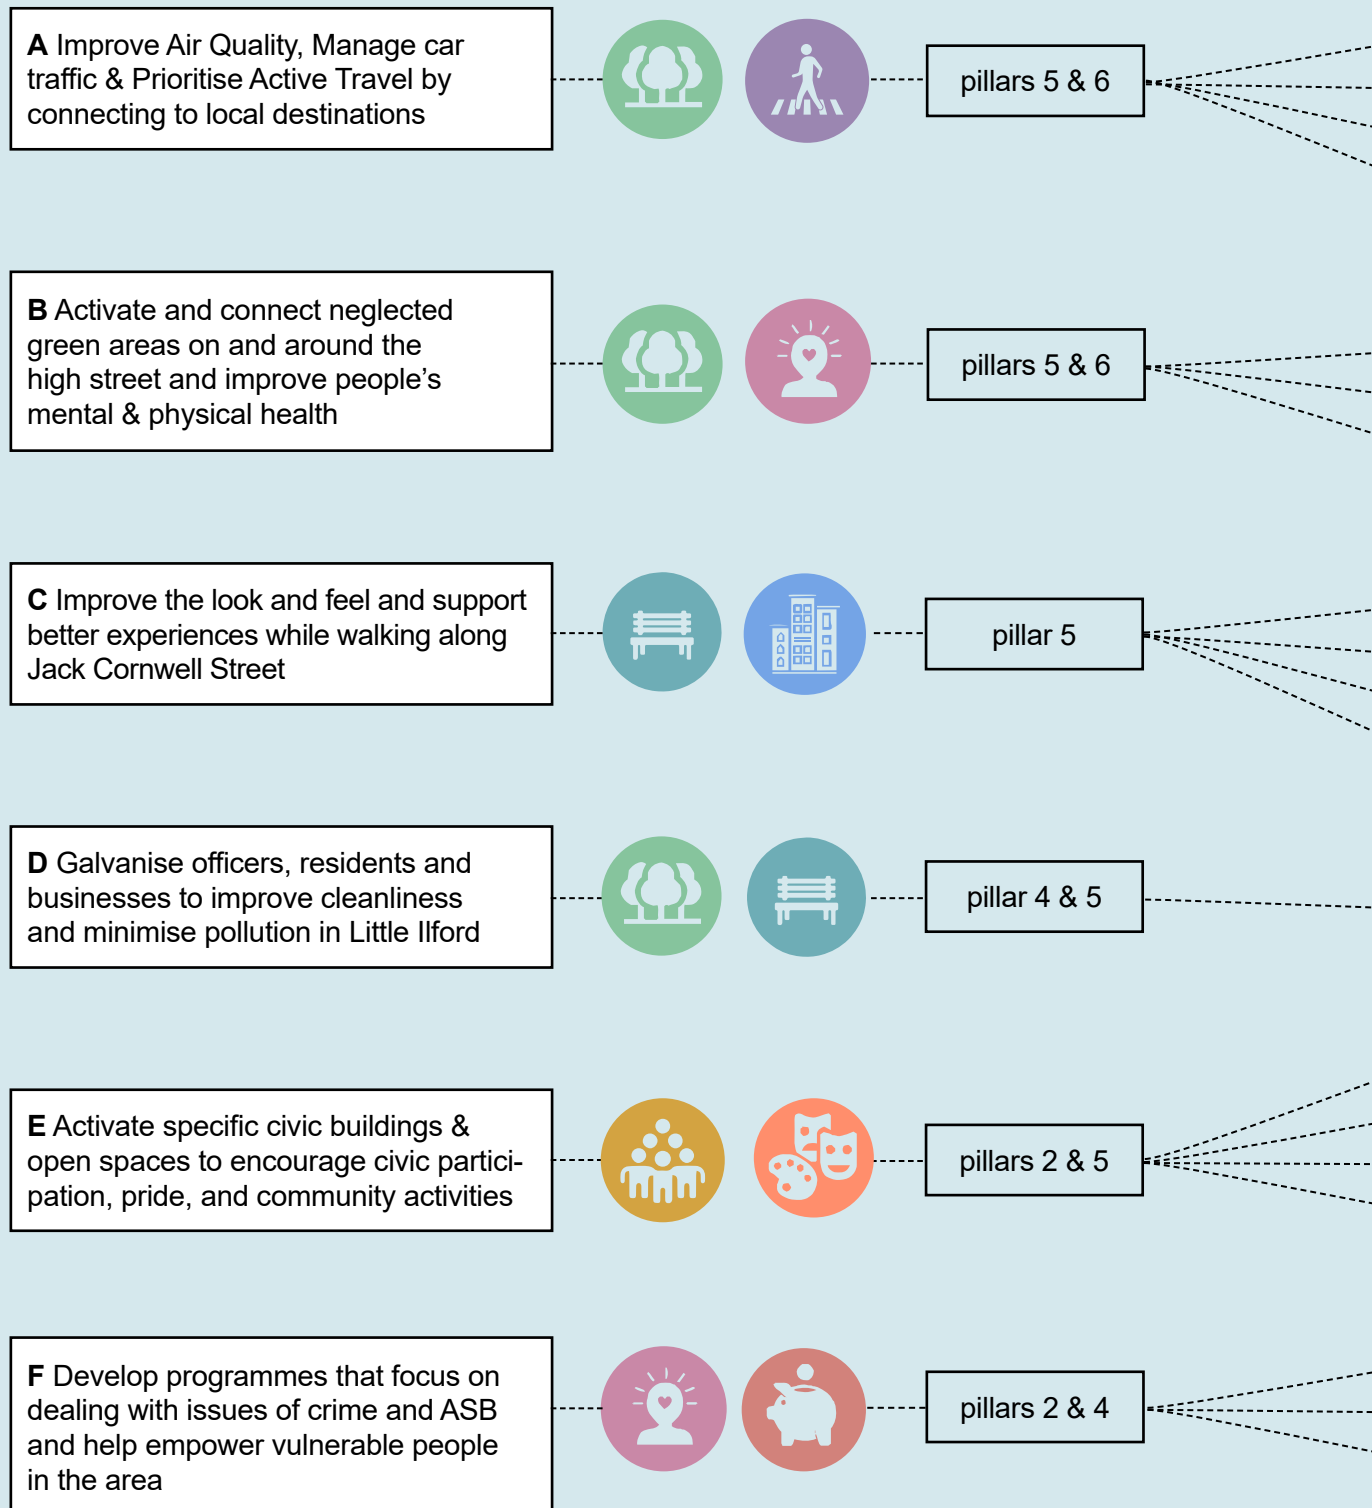 A Improve Air Quality, Manage car
traffic & Prioritise Active Travel by
connecting to local destinations
pillars 5 & 6
B Activate and connect neglected
green areas on and around the
high street and improve people’s
mental & physical health
pillars 5 & 6
C Improve the look and feel and support
better experiences while walking along
Jack Cornwell Street
pillar 5
D Galvanise officers, residents and
businesses to improve cleanliness
and minimise pollution in Little Ilford
pillar 4 & 5
E Activate specific civic buildings &
open spaces to encourage civic partici-
pation, pride, and community activities
pillars 2 & 5
F Develop programmes that focus on
dealing with issues of crime and ASB
and help empower vulnerable people
in the area
pillars 2 & 4